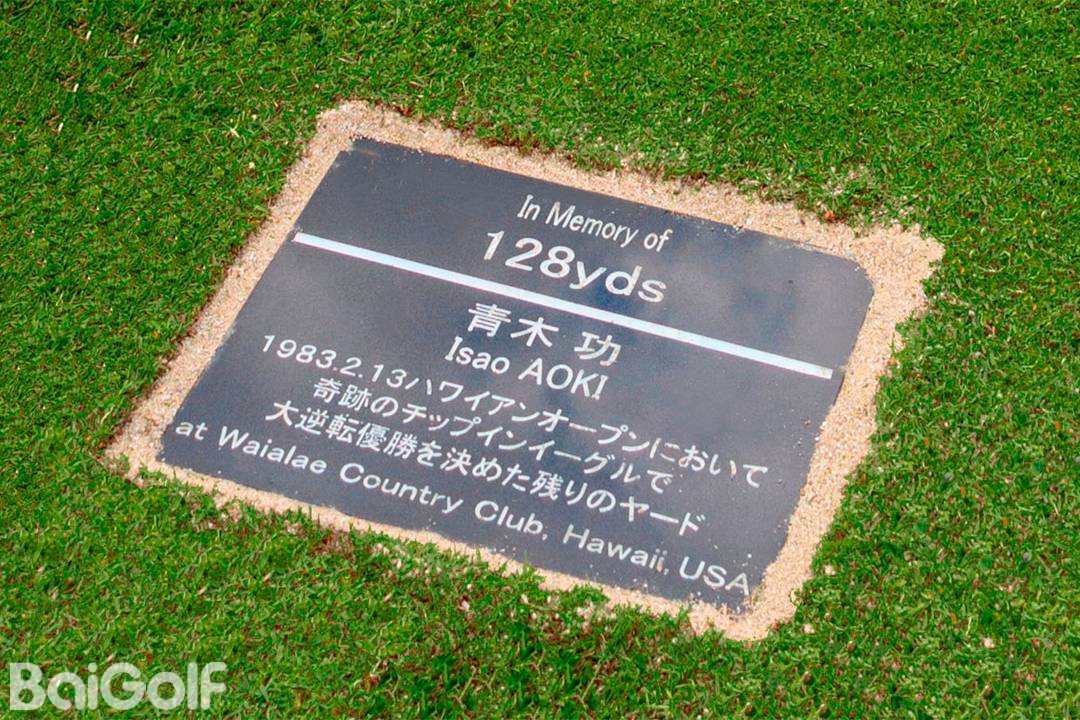 In Memory of
128yds
青木 功
Isao AOKI
1983.2.13ハワイアンオープンにおいて
奇跡のチップインイーグルで
大逆転優勝を決めた残りのヤード
at Waialae Country Club, Hawaii, USA
BaiGolf